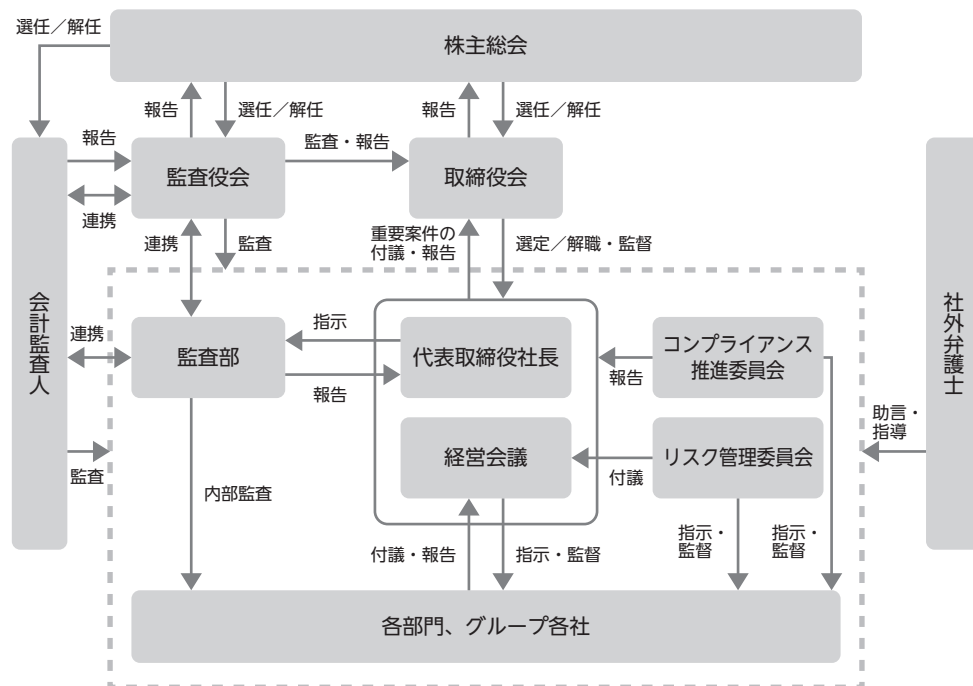 選任／解任
株主総会
報告
選任／解任
報告
選任／解任
報告
監査役会
監査・報告
取締役会
連携
連携
監査
重要案件の
付議・報告
選定／解職・監督
会計監査人
社外弁護士
連携
監査部
指示
報告
代表取締役社長
報告
コンプライアンス
推進委員会
経営会議
付議
リスク管理委員会
助言・
指導
監査
内部監査
付議・報告
指示・監督
指示・
監督
指示・
監督
各部門、グループ各社